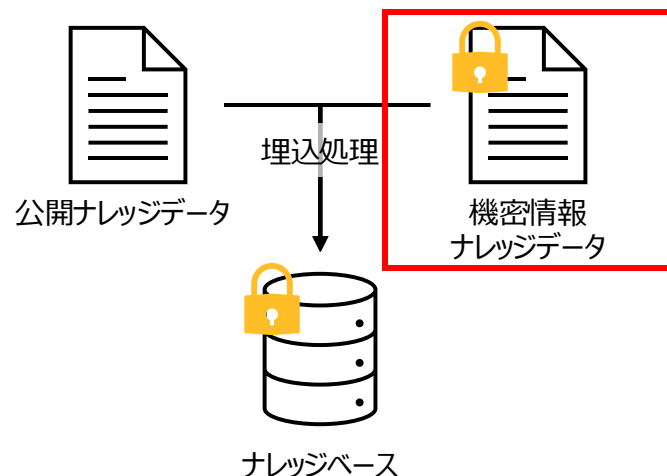 埋込処理
公開ナレッジデータ
機密情報
ナレッジデータ
ナレッジベース